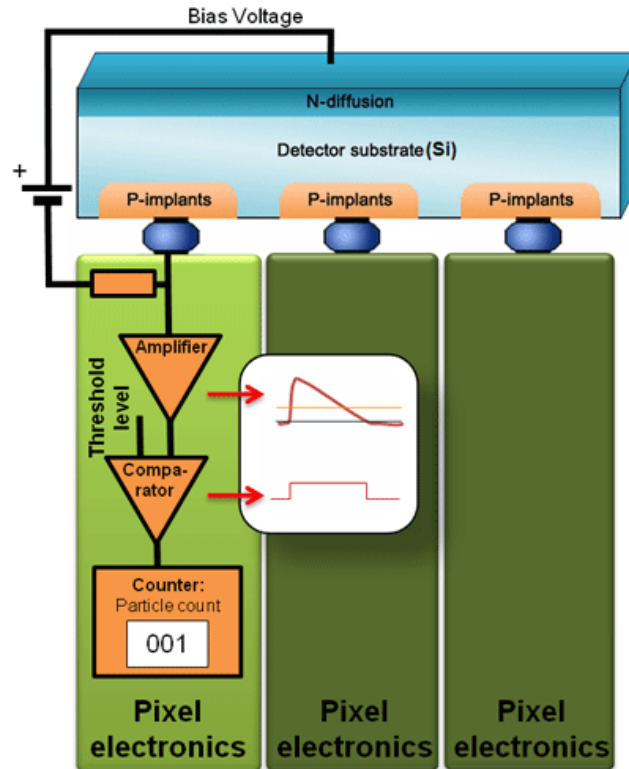 Bias Voltage
N-diffusion
Detector substrate(Si)
+
P-implants
P-implants
P-implants
Amplifier
Threshold
level
Compa-
rator
Counter:
Particle count
001
Pixel
electronics
Pixel
electronics
Pixel
electronics